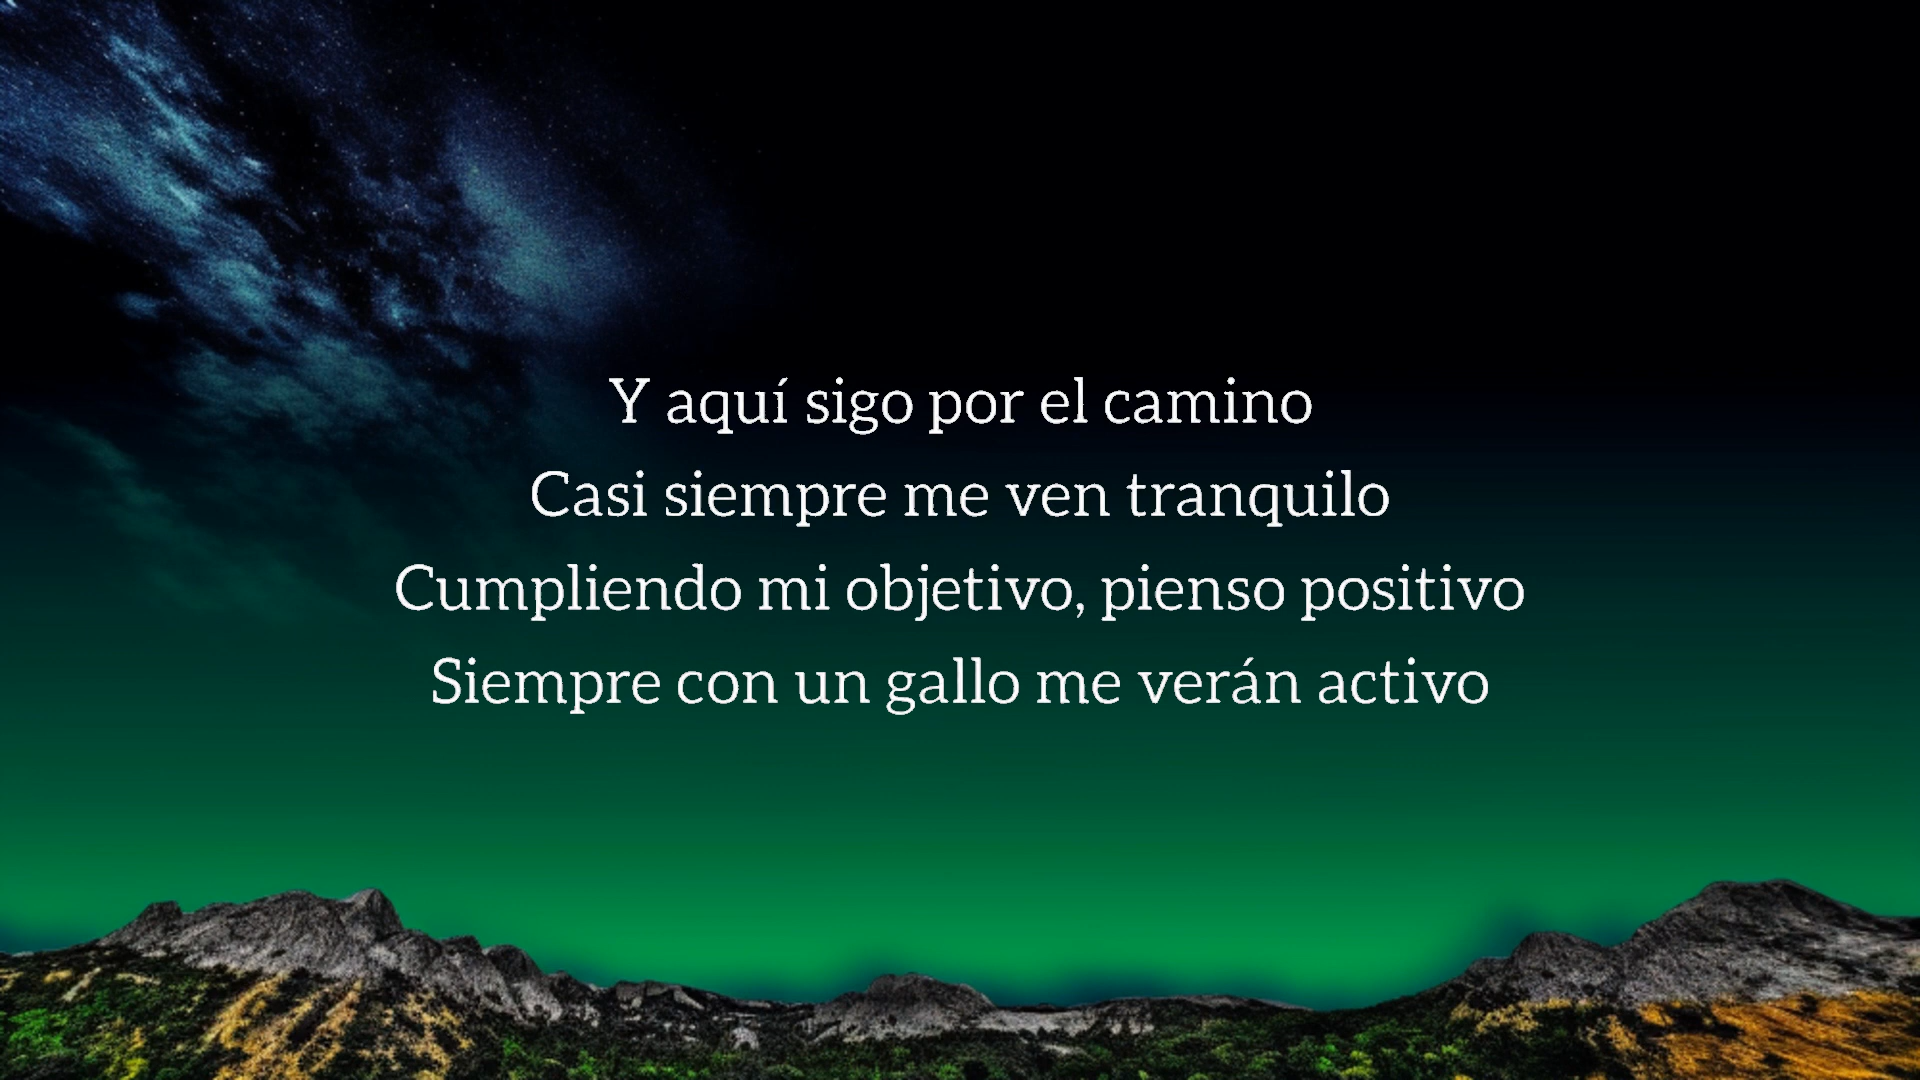 Y aquí sigo por el camino
Casi siempre me ven tranquilo
Cumpliendo mi objetivo, pienso positivo
Siempre con un gallo me verán activo